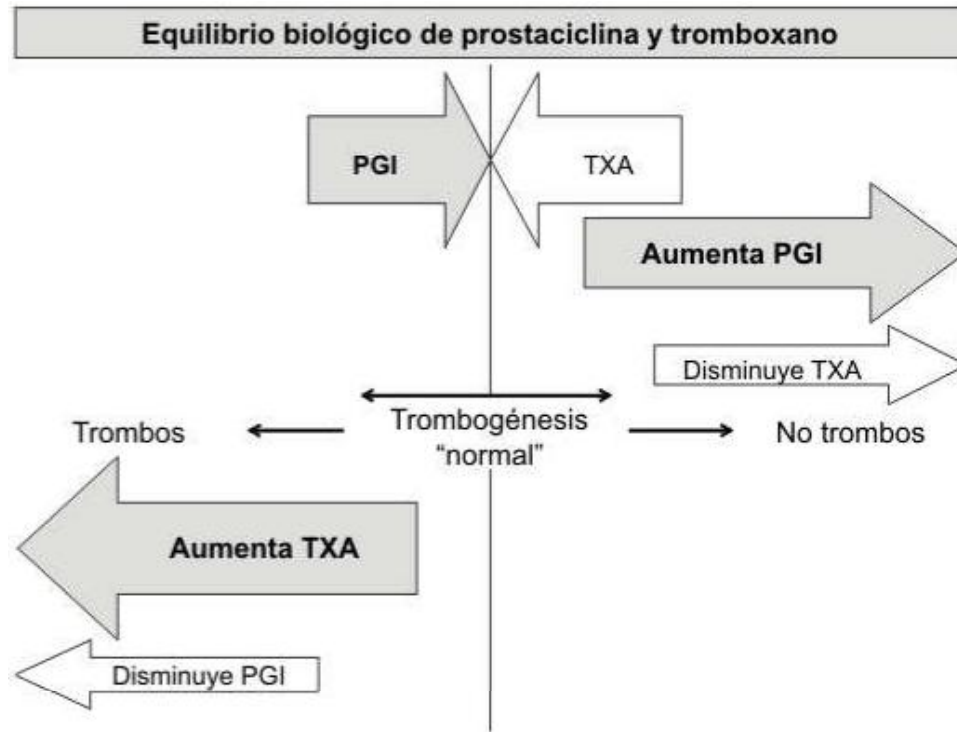 Equilibrio biológico de prostaciclina y tromboxano
PGI
TXA
Aumenta PGI
Disminuye TXA
Trombos
Trombogénesis
“normal”
No trombos
Aumenta TXA
Disminuye PGI